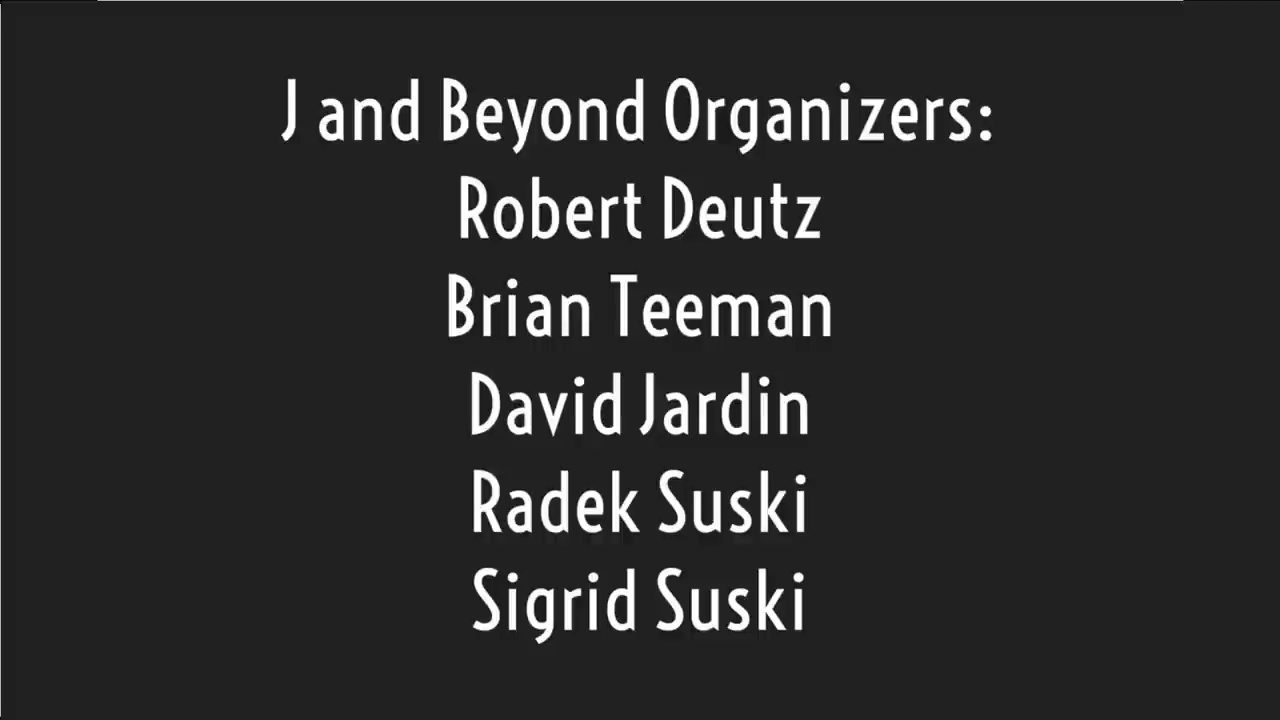 J and Beyond Organizers:
Robert Deutz
Brian Teeman
David Jardin
Radek Suski
Sigrid Suski